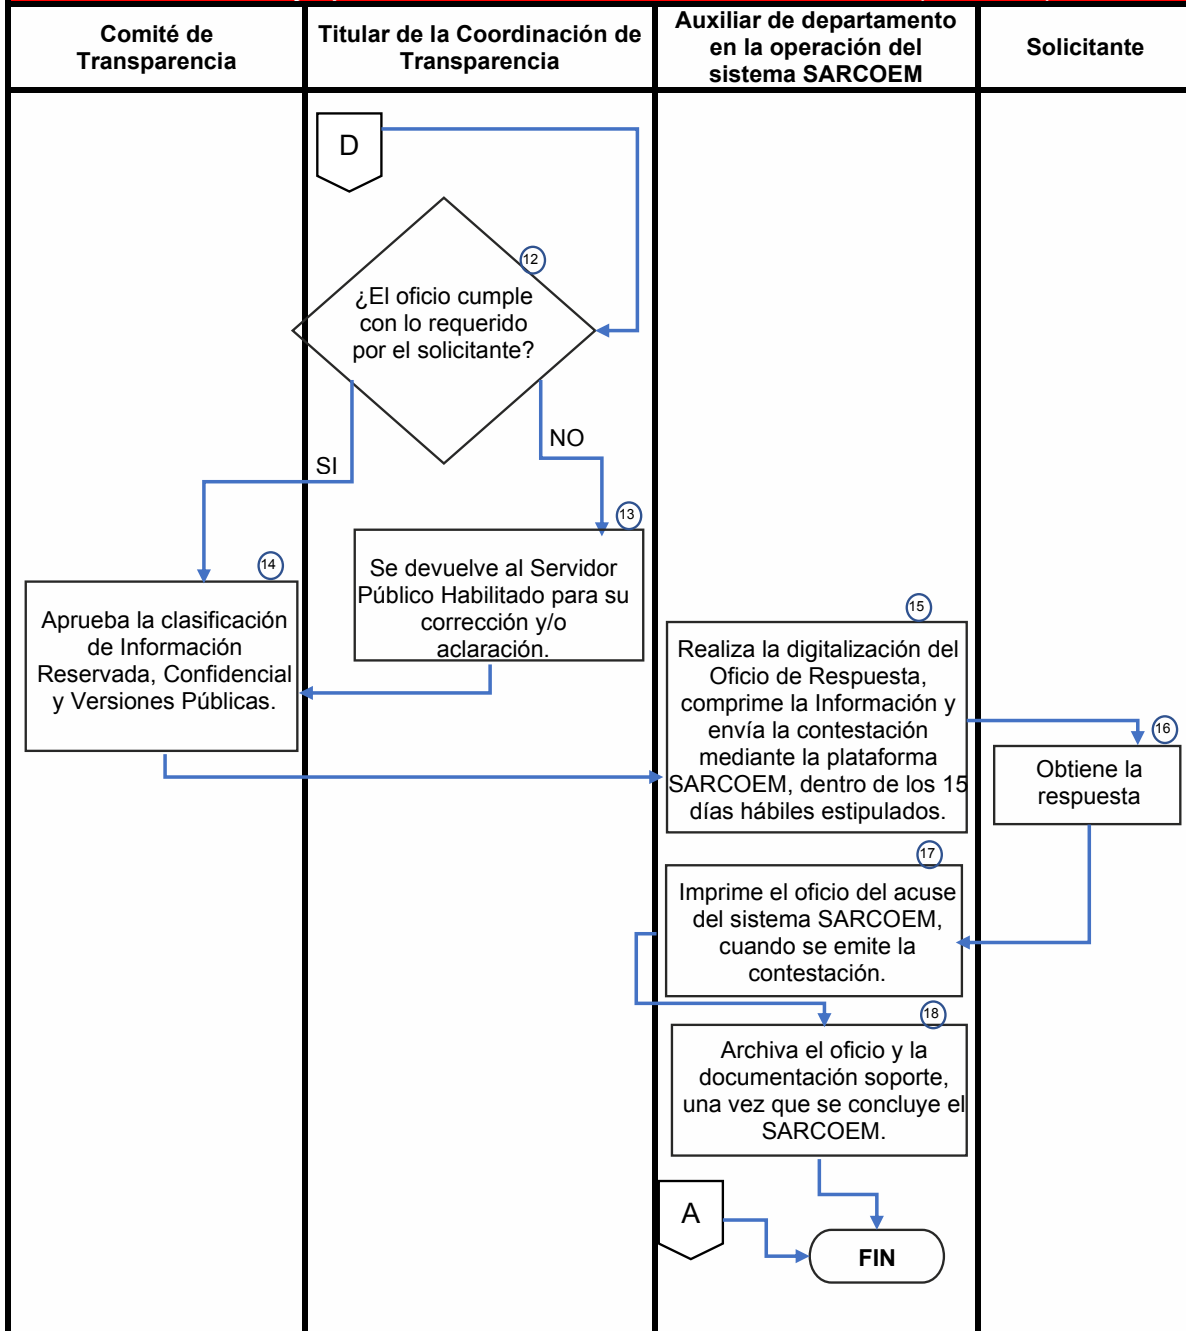 Comité de
Transparencia
Titular de la Coordinación de
Transparencia
Auxiliar de departamento
en la operación del
sistema SARCOEM
Solicitante
D
12
¿El oficio cumple
con lo requerido
por el solicitante?
SI
NO
13
Se devuelve al Servidor
Público Habilitado para su
corrección y/o
aclaración.
14
Aprueba la clasificación
de Información
Reservada, Confidencial
y Versiones Públicas.
15
Realiza la digitalización del
Oficio de Respuesta,
comprime la Información y
envía la contestación
mediante la plataforma
SARCOEM, dentro de los 15
días hábiles estipulados.
16
Obtiene la
respuesta
17
Imprime el oficio del acuse
del sistema SARCOEM,
cuando se emite la
contestación.
18
Archiva el oficio y la
documentación soporte,
una vez que se concluye el
SARCOEM.
A
FIN